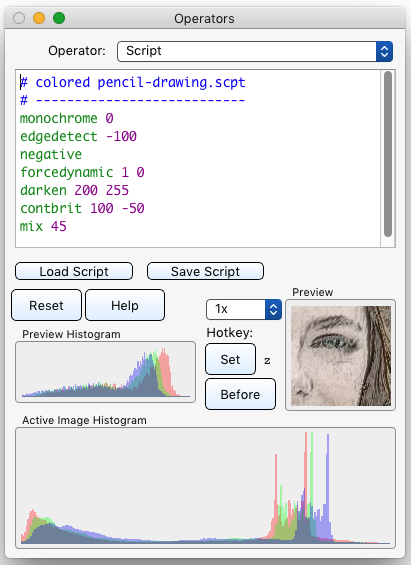 Operators
Operator: Script
# colored pencil-drawing.scpt
# ---------------------------
monochrome 0
edgedetect -100
negative
forcedynamic 1 0
darken 200 255
contbrit 100 -50
mix 45
Load Script Save Script
Reset Help 1x Preview
Preview Histogram Hotkey:
Set z
Before
Active Image Histogram